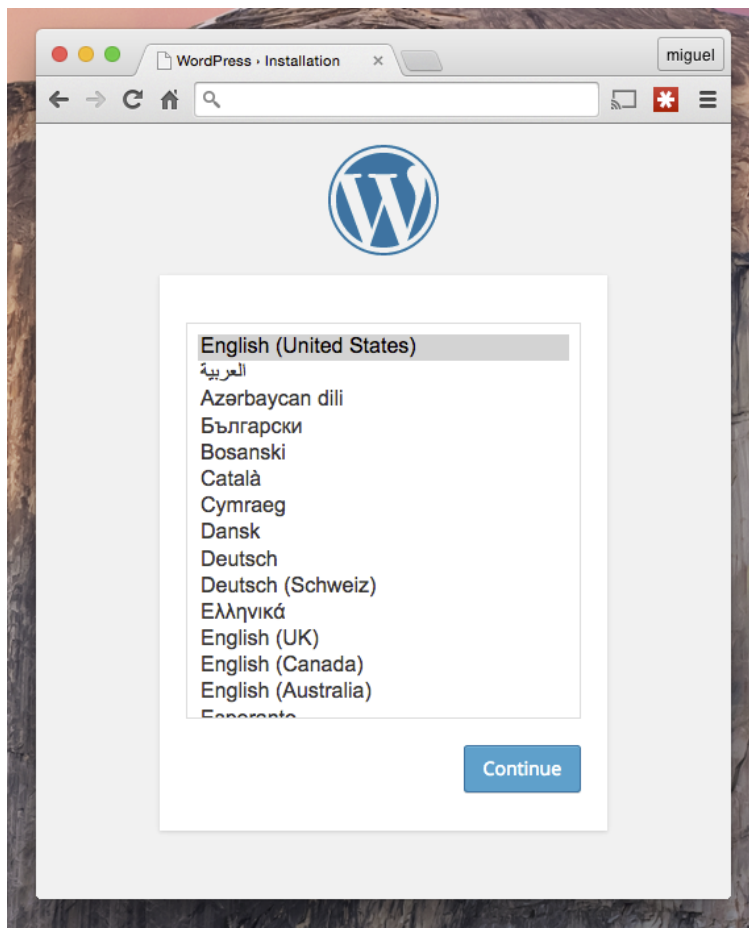 WordPress › Installation
miguel
English (United States)
العربية
Azərbaycan dili
Български
Bosanski
Català
Cymraeg
Dansk
Deutsch
Deutsch (Schweiz)
Ελληνικά
English (UK)
English (Canada)
English (Australia)
Esperanto
Continue